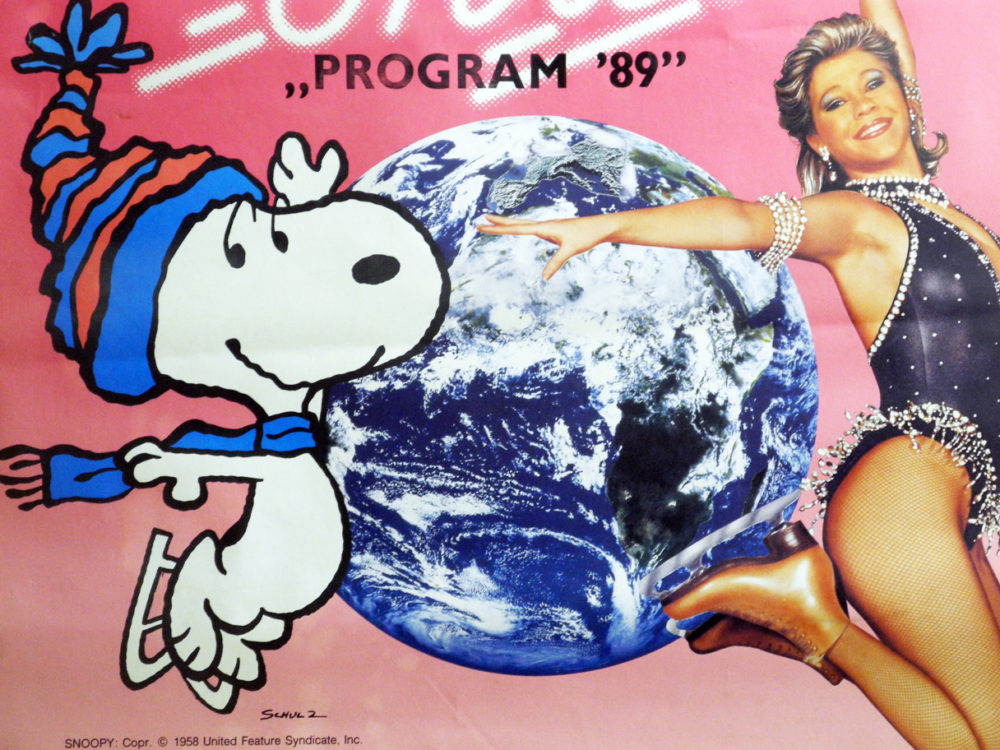 „PROGRAM '89”
SCHULZ
SNOOPY: Copr. © 1958 United Feature Syndicate, Inc.